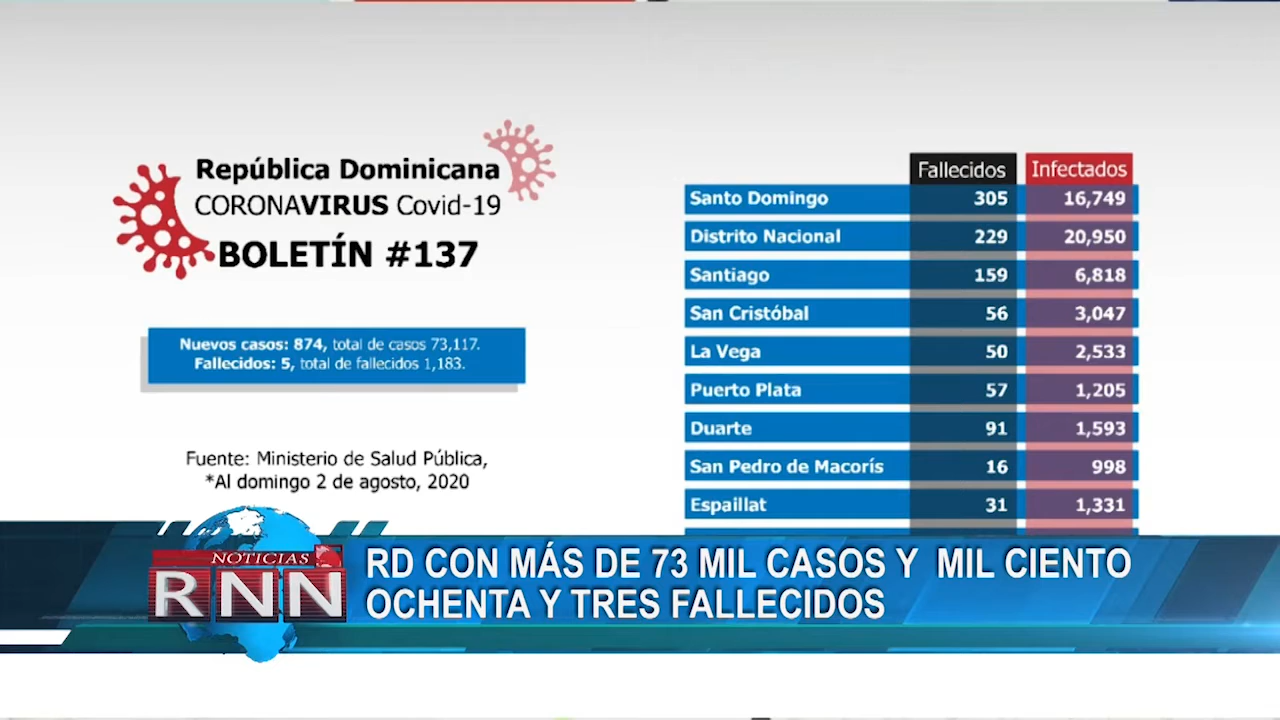 República Dominicana
CORONAVIRUS Covid-19
BOLETÍN #137
Nuevos casos: 874, total de casos 73,117.
Fallecidos: 5, total de fallecidos 1,183.
Fuente: Ministerio de Salud Pública,
*Al domingo 2 de agosto, 2020
Fallecidos Infectados
Santo Domingo 305 16,749
Distrito Nacional 229 20,950
Santiago 159 6,818
San Cristóbal 56 3,047
La Vega 50 2,533
Puerto Plata 57 1,205
Duarte 91 1,593
San Pedro de Macorís 16 998
Espaillat 31 1,331
NOTICIAS
RNN
RD CON MÁS DE 73 MIL CASOS Y  MIL CIENTO
OCHENTA Y TRES FALLECIDOS